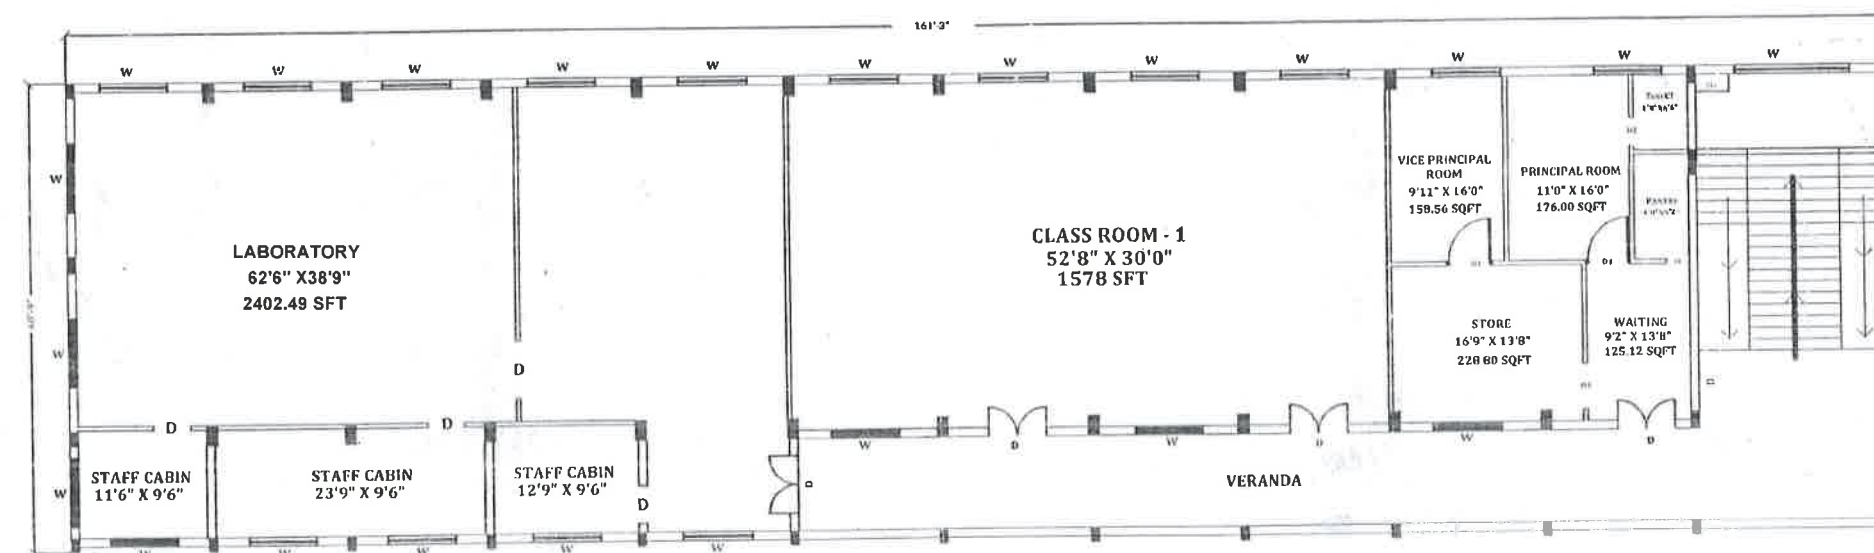 161'-3"
W
W
W
W
W
W
W
W
W
W
W
W
W
LABORATORY
62'6" X38'9"
2402.49 SFT
CLASS ROOM - 1
52'8" X 30'0"
1578 SFT
VICE PRINCIPAL
ROOM
9'11" X 16'0"
158.56 SQFT
PRINCIPAL ROOM
11'0" X 16'0"
176.00 SQFT
TOILET
D1
STORE
16'9" X 13'8"
228.80 SQFT
WAITING
9'2" X 13'8"
125.12 SQFT
W
D
D
D
D
STAFF CABIN
11'6" X 9'6"
STAFF CABIN
23'9" X 9'6"
STAFF CABIN
12'9" X 9'6"
D
W
D
W
D
W
D
D
VERANDA
W
W
W
W
W
W